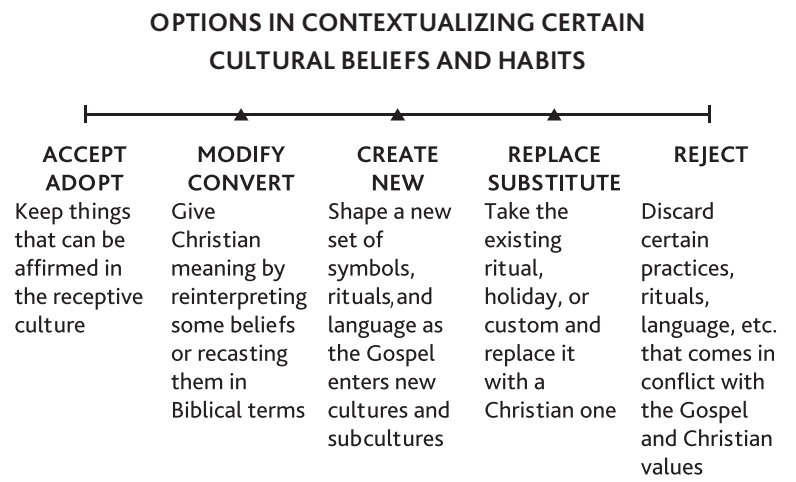 OPTIONS IN CONTEXTUALIZING CERTAIN
CULTURAL BELIEFS AND HABITS
ACCEPT
ADOPT
Keep things
that can be
affirmed in
the receptive
culture
MODIFY
CONVERT
Give
Christian
meaning by
reinterpreting
some beliefs
or recasting
them in
Biblical terms
CREATE
NEW
Shape a new
set of
symbols,
rituals,and
language as
the Gospel
enters new
cultures and
subcultures
REPLACE
SUBSTITUTE
Take the
existing
ritual,
holiday, or
custom and
replace it
with a
Christian one
REJECT
Discard
certain
practices,
rituals,
language, etc.
that comes in
conflict with
the Gospel
and Christian
values